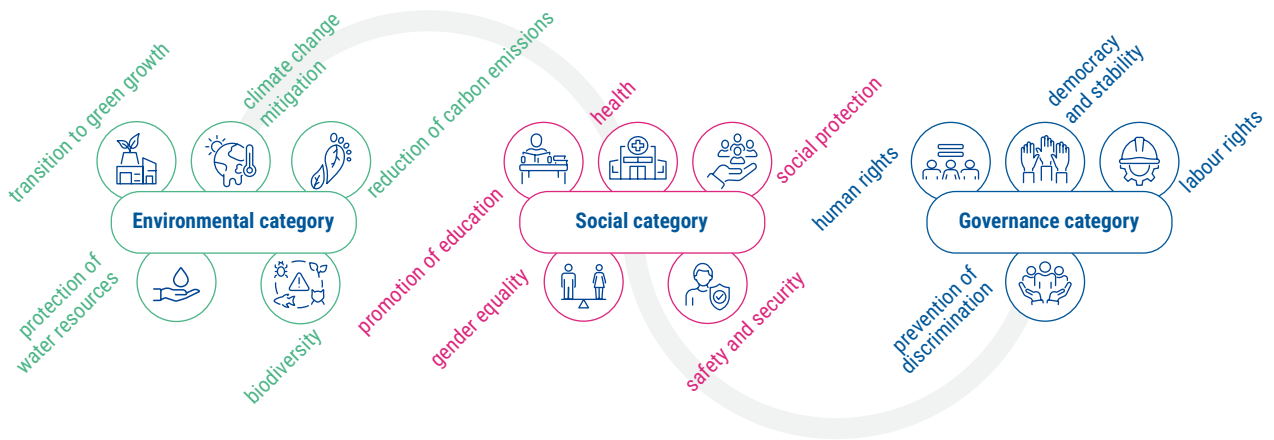 transition to green growth
climate change
mitigation
reduction of carbon emissions
Environmental category
protection of
water resources
biodiversity
promotion of education
health
social protection
Social category
gender equality
safety and security
human rights
democracy
and stability
labour rights
Governance category
prevention of
discrimination